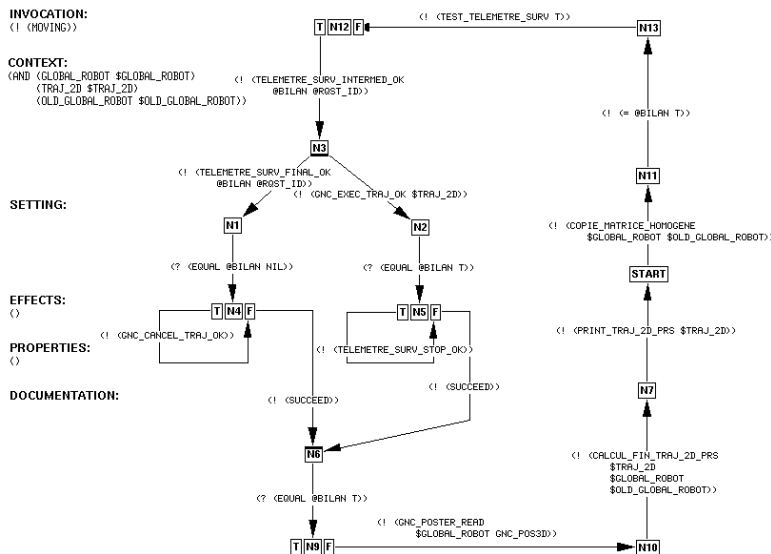 INVOCATION:
(! (MOVING))
CONTEXT:
(AND (GLOBAL_ROBOT $GLOBAL_ROBOT)
(TRAJ_2D $TRAJ_2D)
(OLD_GLOBAL_ROBOT $OLD_GLOBAL_ROBOT))
SETTING:
EFFECTS:
()
PROPERTIES:
()
DOCUMENTATION:
T N12 F
(! (TEST_TELEMETRE_SURV T))
N13
(! (TELEMETRE_SURV_INTERMED_OK
@BILAN @RQST_ID))
(! (= @BILAN T))
N3
(! (TELEMETRE_SURV_FINAL_OK
@BILAN @RQST_ID))
(! (GNC_EXEC_TRAJ_OK $TRAJ_2D))
N11
N1
N2
(! (COPIE_MATRICE_HOMOGENE
$GLOBAL_ROBOT $OLD_GLOBAL_ROBOT))
(? (EQUAL @BILAN NIL))
(? (EQUAL @BILAN T))
START
T N4 F
T N5 F
(! (GNC_CANCEL_TRAJ_OK))
(! (TELEMETRE_SURV_STOP_OK))
(! (PRINT_TRAJ_2D_PRS $TRAJ_2D))
(! (SUCCEED))
(! (SUCCEED))
N7
N6
(! (CALCUL_FIN_TRAJ_2D_PRS
$TRAJ_2D
$GLOBAL_ROBOT
$OLD_GLOBAL_ROBOT))
(? (EQUAL @BILAN T))
(! (GNC_POSTER_READ
$GLOBAL_ROBOT GNC_POS3D))
T N9 F
N10